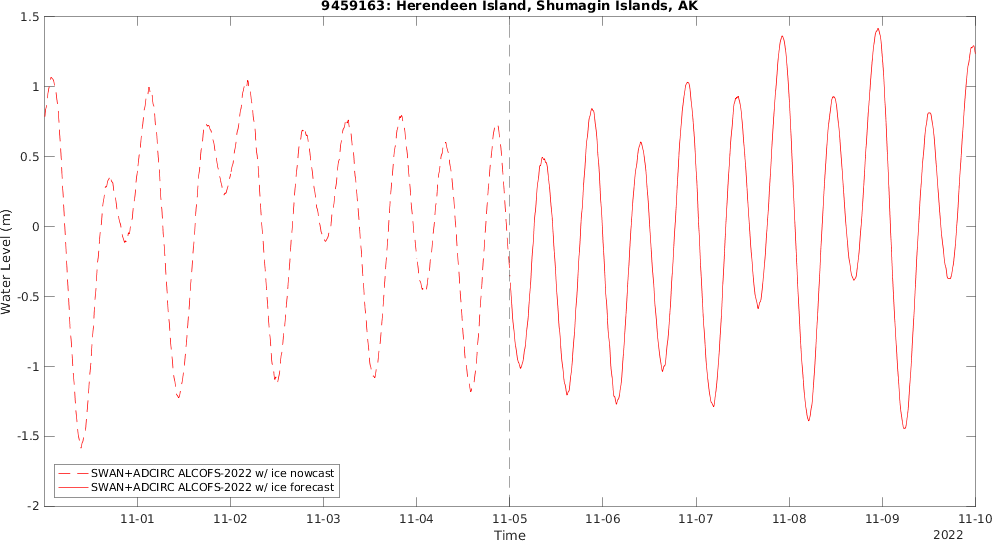 9459163: Herendeen Island, Shumagin Islands, AK
1.5
1
0.5
0
-0.5
-1
-1.5
-2
Water Level (m)
SWAN+ADCIRC ALCOFS-2022 w/ ice nowcast
SWAN+ADCIRC ALCOFS-2022 w/ ice forecast
11-01 11-02 11-03 11-04 11-05 11-06 11-07 11-08 11-09 11-10
Time
2022